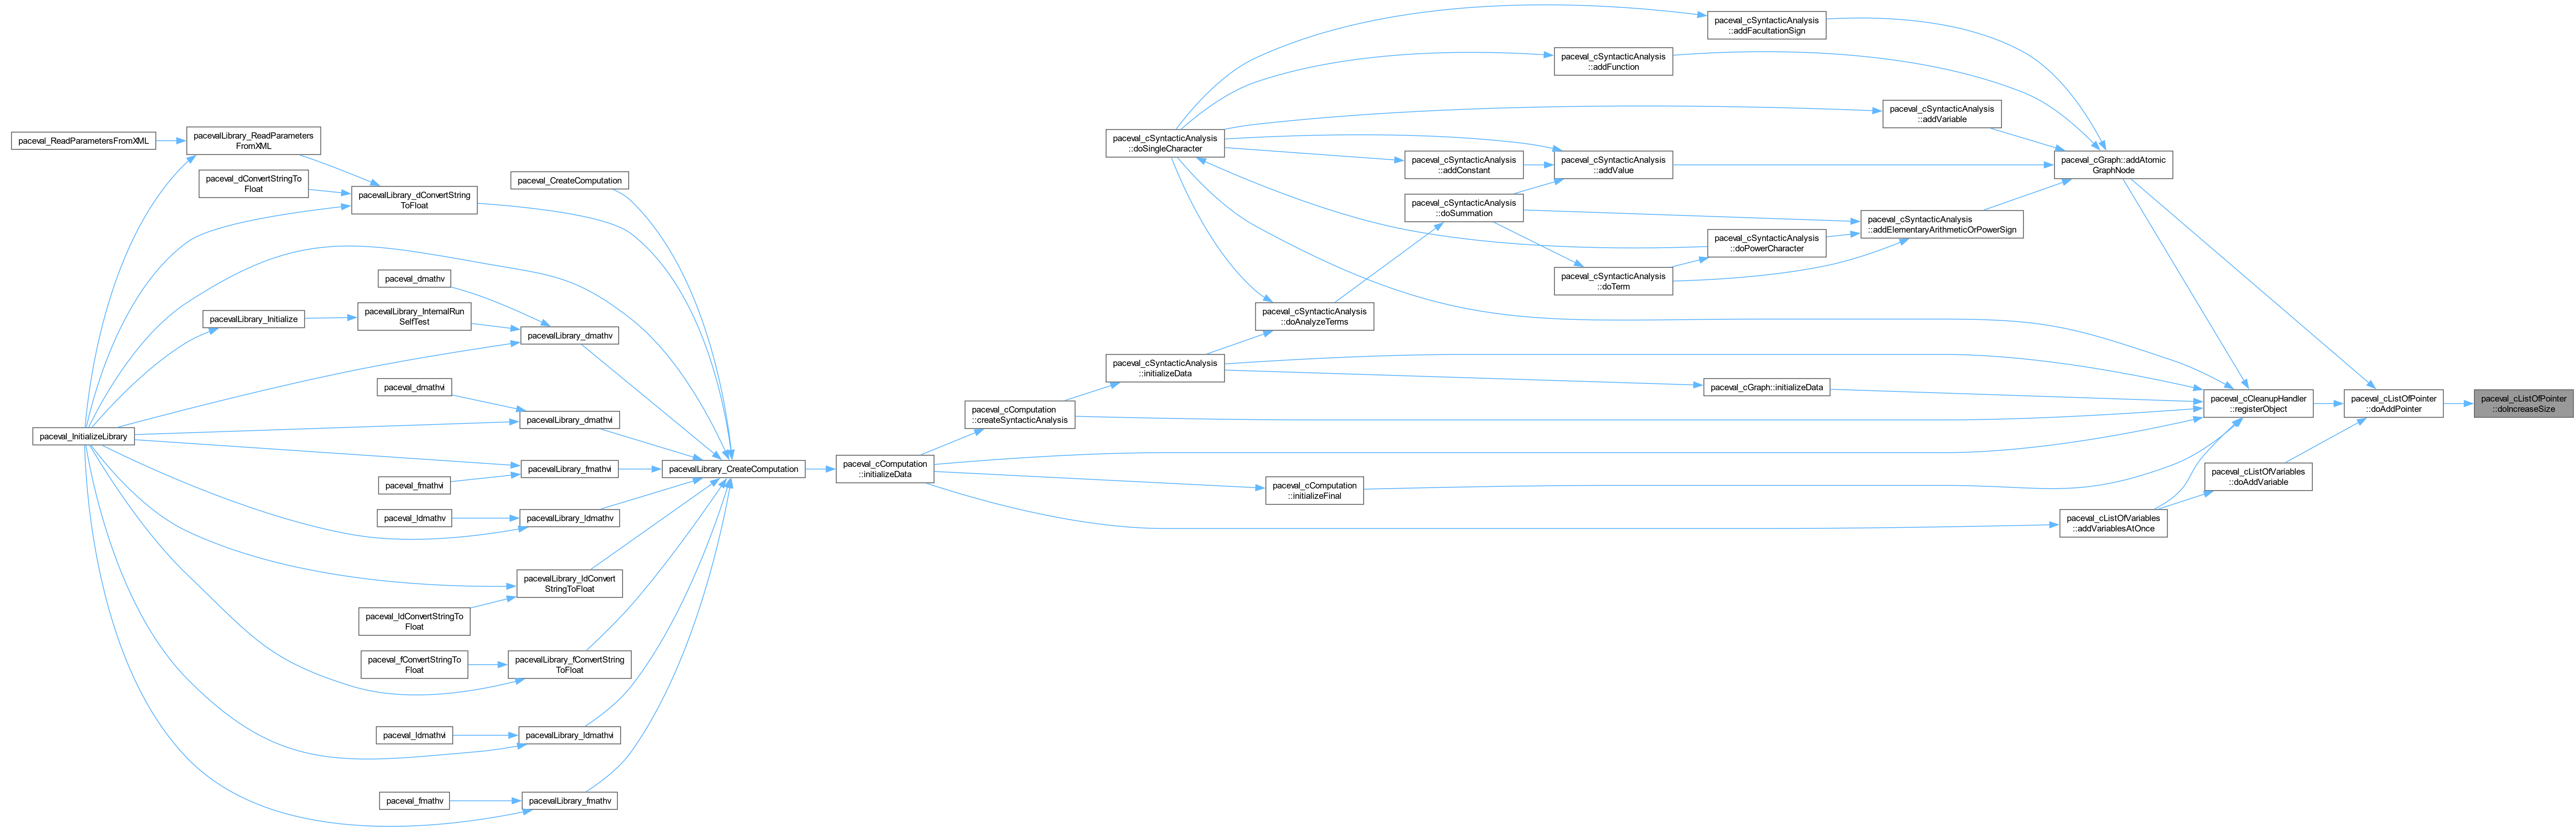 paceval_cSyntacticAnalysis
::addFacultationSign
paceval_cSyntacticAnalysis
::addFunction
paceval_cSyntacticAnalysis
::addVariable
pacevalLibrary_ReadParameters
FromXML
paceval_ReadParametersFromXML
paceval_cSyntacticAnalysis
::doSingleCharacter
paceval_cSyntacticAnalysis
::addConstant
paceval_cSyntacticAnalysis
::addValue
paceval_cGraph::addAtomic
GraphNode
paceval_dConvertStringTo
Float
paceval_CreateComputation
pacevalLibrary_dConvertString
ToFloat
paceval_cSyntacticAnalysis
::doSummation
paceval_cSyntacticAnalysis
::addElementaryArithmeticOrPowerSign
paceval_cSyntacticAnalysis
::doPowerCharacter
paceval_dmathv
paceval_cSyntacticAnalysis
::doTerm
pacevalLibrary_Initialize
pacevalLibrary_InternalRun
SelfTest
paceval_cSyntacticAnalysis
::doAnalyzeTerms
pacevalLibrary_dmathv
paceval_cSyntacticAnalysis
::initializeData
paceval_dmathvi
paceval_cGraph::initializeData
paceval_cCleanupHandler
::registerObject
paceval_cListOfPointer
::doAddPointer
paceval_cListOfPointer
::doIncreaseSize
pacevalLibrary_dmathvi
paceval_cComputation
::createSyntacticAnalysis
paceval_InitializeLibrary
pacevalLibrary_fmathvi
pacevalLibrary_CreateComputation
paceval_cComputation
::initializeData
paceval_cListOfVariables
::doAddVariable
paceval_fmathvi
paceval_cComputation
::initializeFinal
paceval_ldmathv
pacevalLibrary_ldmathv
paceval_cListOfVariables
::addVariablesAtOnce
pacevalLibrary_ldConvert
StringToFloat
paceval_ldConvertStringTo
Float
paceval_fConvertStringTo
Float
pacevalLibrary_fConvertString
ToFloat
paceval_ldmathvi
pacevalLibrary_ldmathvi
paceval_fmathv
pacevalLibrary_fmathv